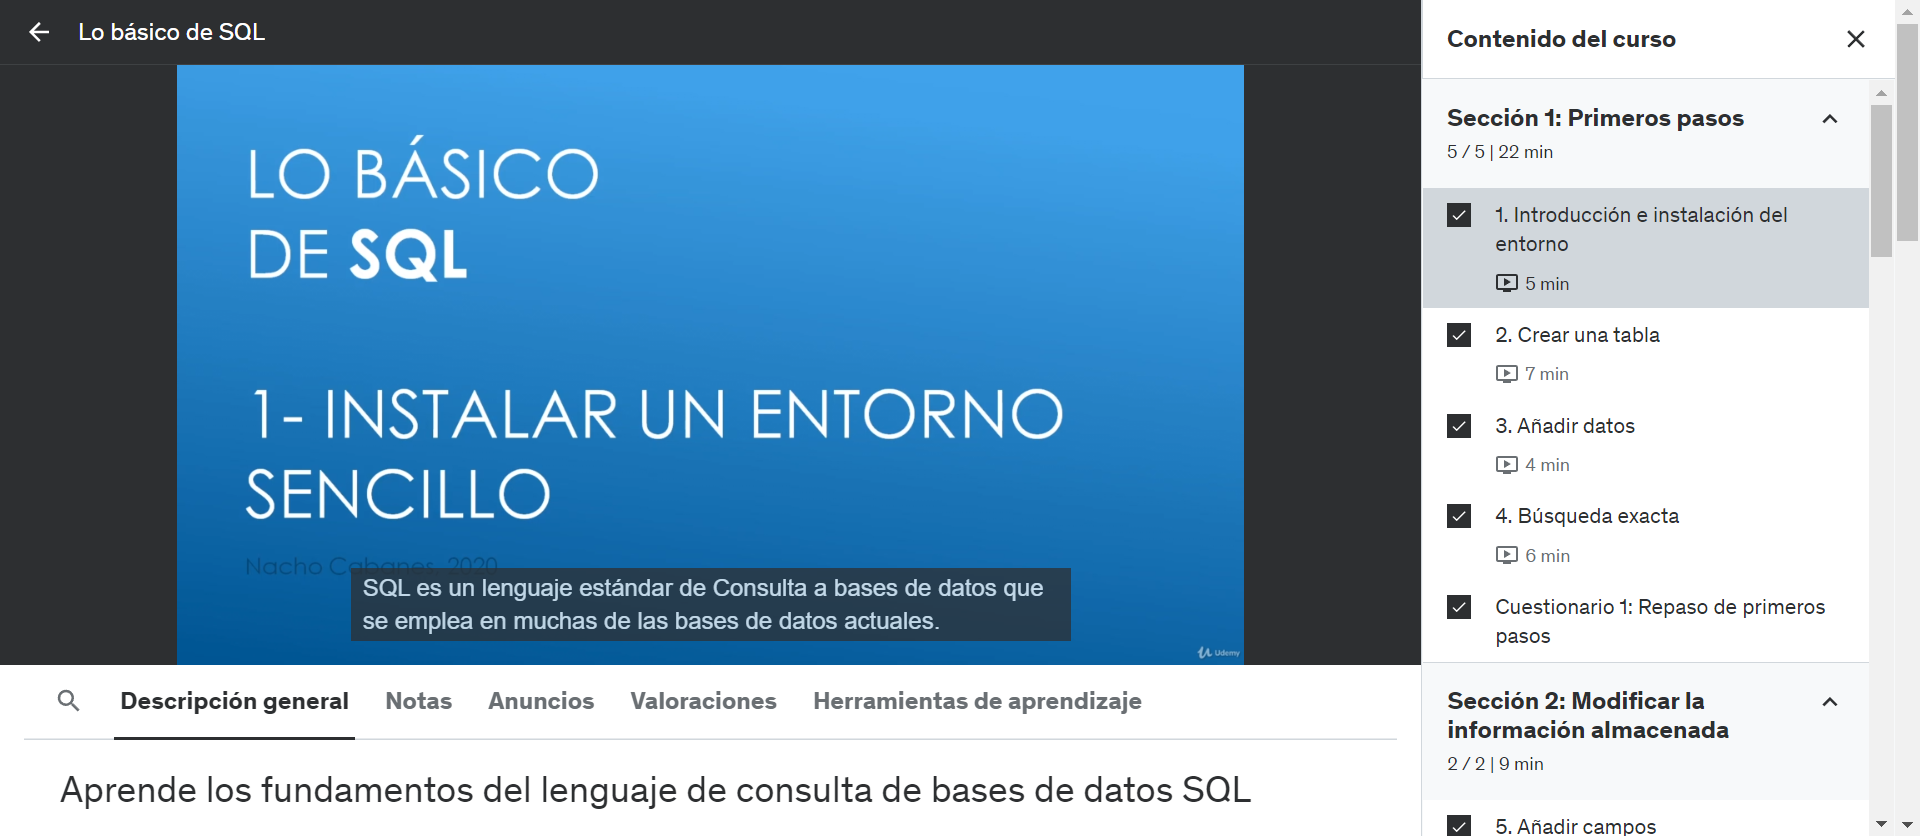 Lo básico de SQL
LO BÁSICO
DE SQL
1- INSTALAR UN ENTORNO
SENCILLO
Nacho Cabanes, 2020
SQL es un lenguaje estándar de Consulta a bases de datos que
se emplea en muchas de las bases de datos actuales.
Udemy
Descripción general
Notas
Anuncios
Valoraciones
Herramientas de aprendizaje
Aprende los fundamentos del lenguaje de consulta de bases de datos SQL
Contenido del curso
Sección 1: Primeros pasos
5 / 5 | 22 min
1. Introducción e instalación del
entorno
5 min
2. Crear una tabla
7 min
3. Añadir datos
4 min
4. Búsqueda exacta
6 min
Cuestionario 1: Repaso de primeros
pasos
Sección 2: Modificar la
información almacenada
2 / 2 | 9 min
5. Añadir campos